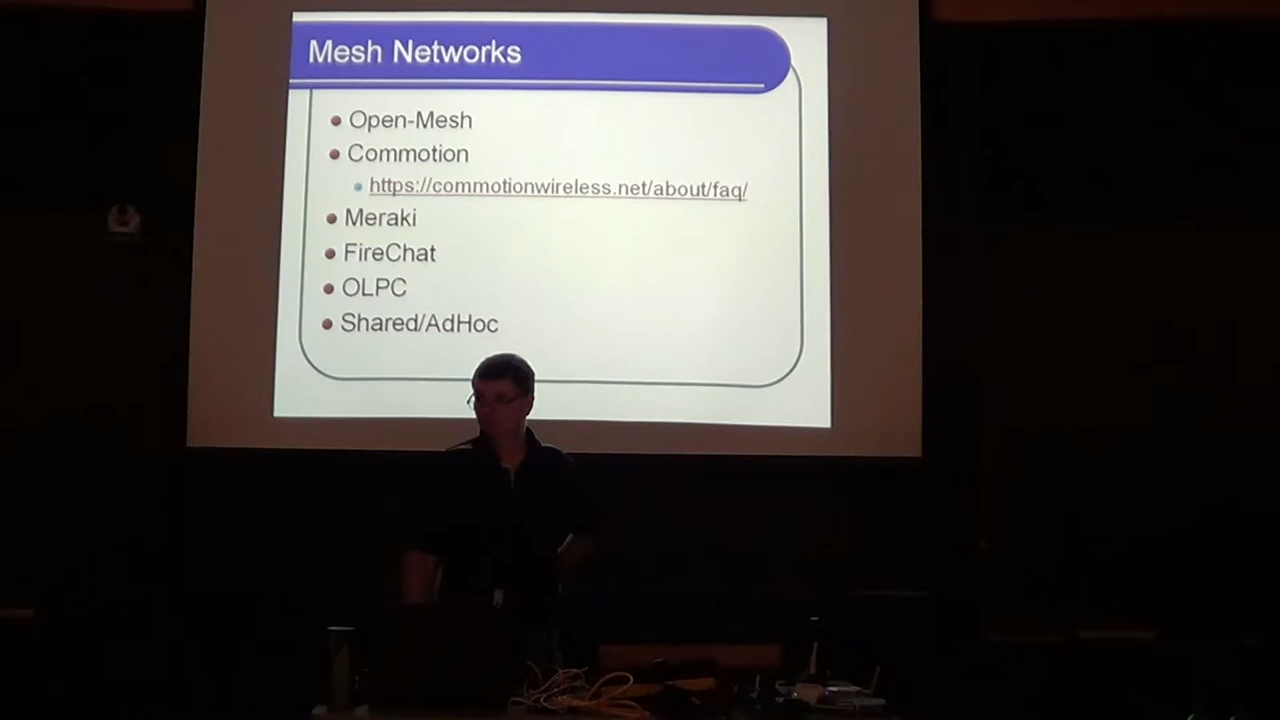 Mesh Networks
Open-Mesh
Commotion
https://commotionwireless.net/about/faq/
Meraki
FireChat
OLPC
Shared/AdHoc